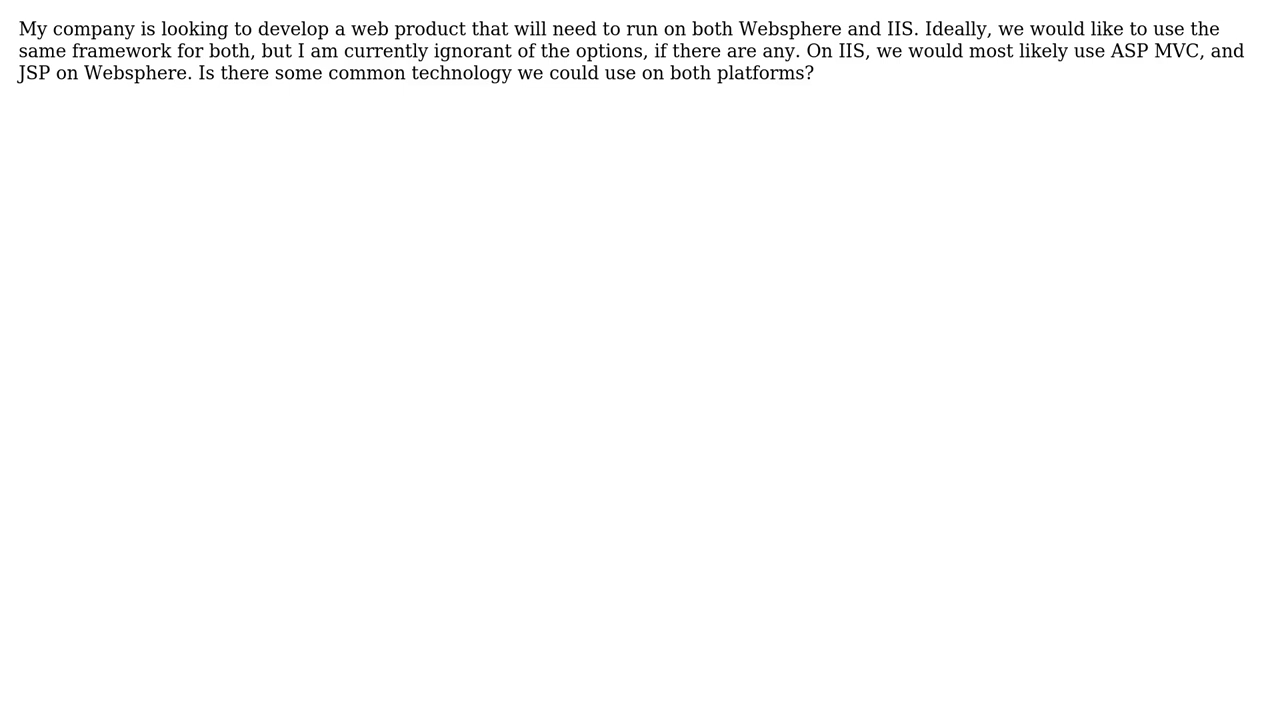 My company is looking to develop a web product that will need to run on both Websphere and IIS. Ideally, we would like to use the
same framework for both, but I am currently ignorant of the options, if there are any. On IIS, we would most likely use ASP MVC, and
JSP on Websphere. Is there some common technology we could use on both platforms?